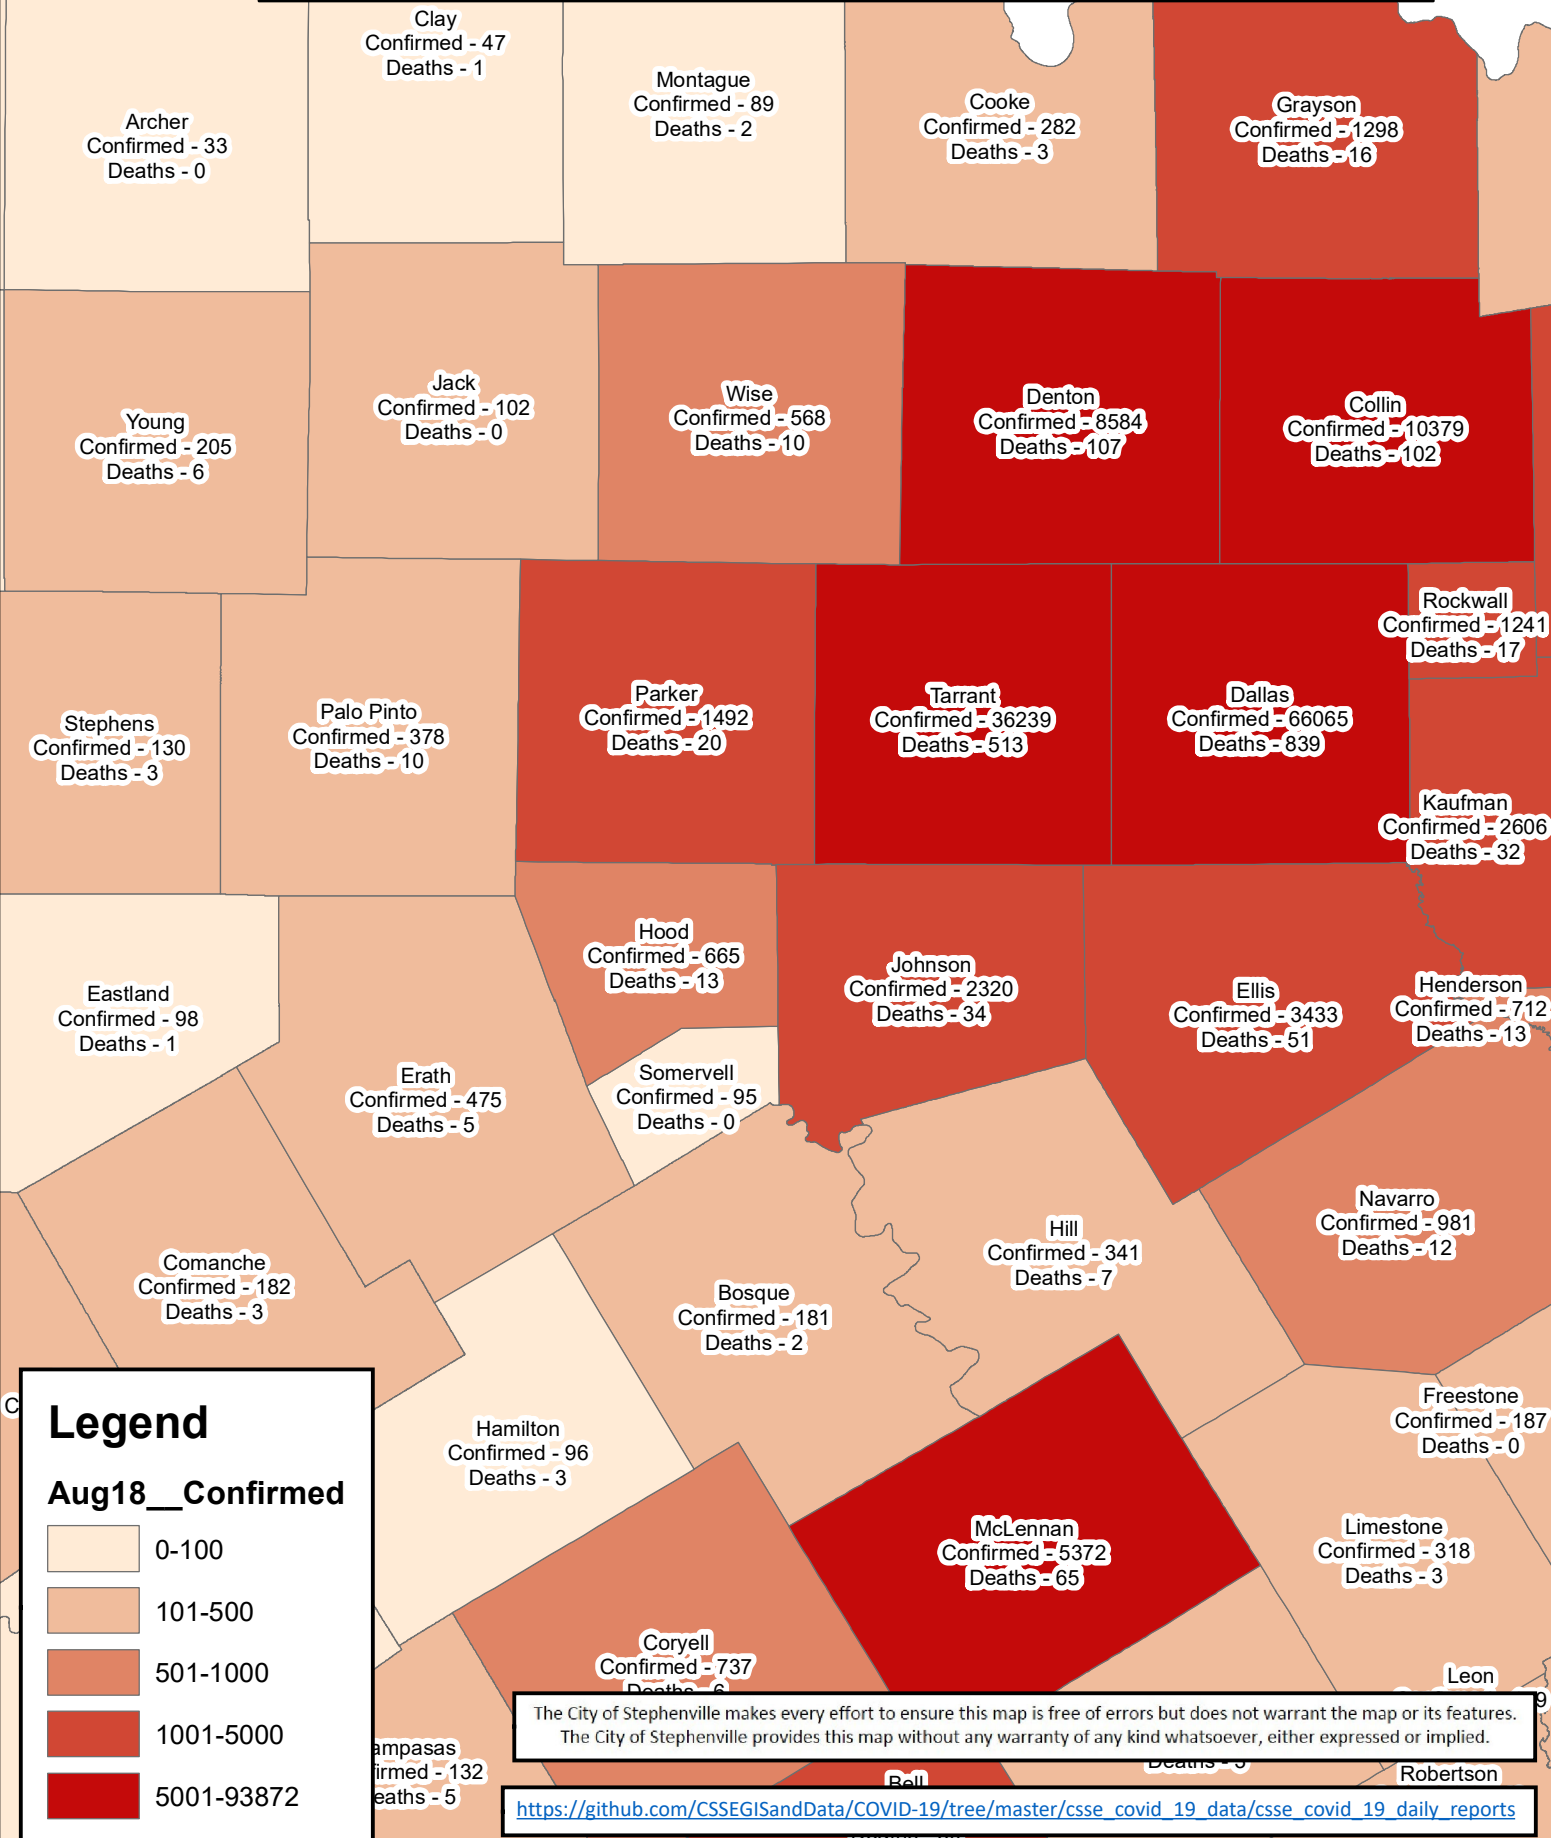 Clay
Confirmed - 47
Deaths - 1
Montague
Confirmed - 89
Deaths - 2
Cooke
Confirmed - 282
Deaths - 3
Grayson
Confirmed - 1298
Deaths - 16
Archer
Confirmed - 33
Deaths - 0
Young
Confirmed - 205
Deaths - 6
Jack
Confirmed - 102
Deaths - 0
Wise
Confirmed - 568
Deaths - 10
Denton
Confirmed - 8584
Deaths - 107
Collin
Confirmed - 10379
Deaths - 102
Rockwall
Confirmed - 1241
Deaths - 17
Stephens
Confirmed - 130
Deaths - 3
Palo Pinto
Confirmed - 378
Deaths - 10
Parker
Confirmed - 1492
Deaths - 20
Tarrant
Confirmed - 36239
Deaths - 513
Dallas
Confirmed - 66065
Deaths - 839
Kaufman
Confirmed - 2606
Deaths - 32
Eastland
Confirmed - 98
Deaths - 1
Hood
Confirmed - 665
Deaths - 13
Johnson
Confirmed - 2320
Deaths - 34
Ellis
Confirmed - 3433
Deaths - 51
Henderson
Confirmed - 712
Deaths - 13
Erath
Confirmed - 475
Deaths - 5
Somervell
Confirmed - 95
Deaths - 0
Comanche
Confirmed - 182
Deaths - 3
Bosque
Confirmed - 181
Deaths - 2
Hill
Confirmed - 341
Deaths - 7
Navarro
Confirmed - 981
Deaths - 12
Hamilton
Confirmed - 96
Deaths - 3
Freestone
Confirmed - 187
Deaths - 0
McLennan
Confirmed - 5372
Deaths - 65
Limestone
Confirmed - 318
Deaths - 3
Coryell
Confirmed - 737
Deaths - 6
Leon
9
ampasas
firmed - 132
eaths - 5
Bell
Deaths - 3
Robertson
C
Legend
Aug18__Confirmed
0-100
101-500
501-1000
1001-5000
5001-93872
The City of Stephenville makes every effort to ensure this map is free of errors but does not warrant the map or its features.
The City of Stephenville provides this map without any warranty of any kind whatsoever, either expressed or implied.
https://github.com/CSSEGISandData/COVID-19/tree/master/csse_covid_19_data/csse_covid_19_daily_reports